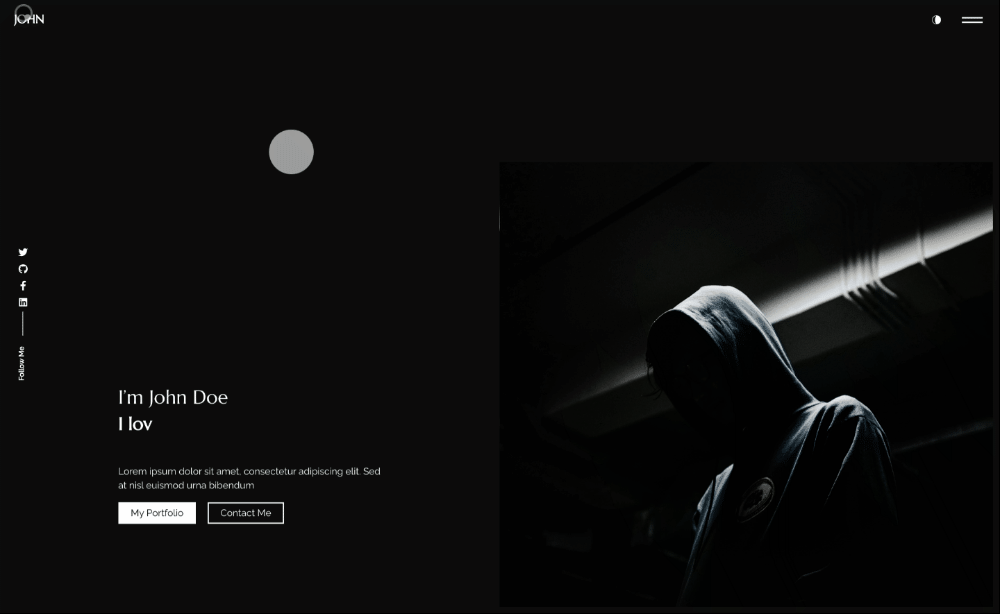 JOHN
Follow Me
I'm John Doe
I lov
Lorem ipsum dolor sit amet, consectetur adipiscing elit. Sed
at nisl euismod urna bibendum
My Portfolio
Contact Me